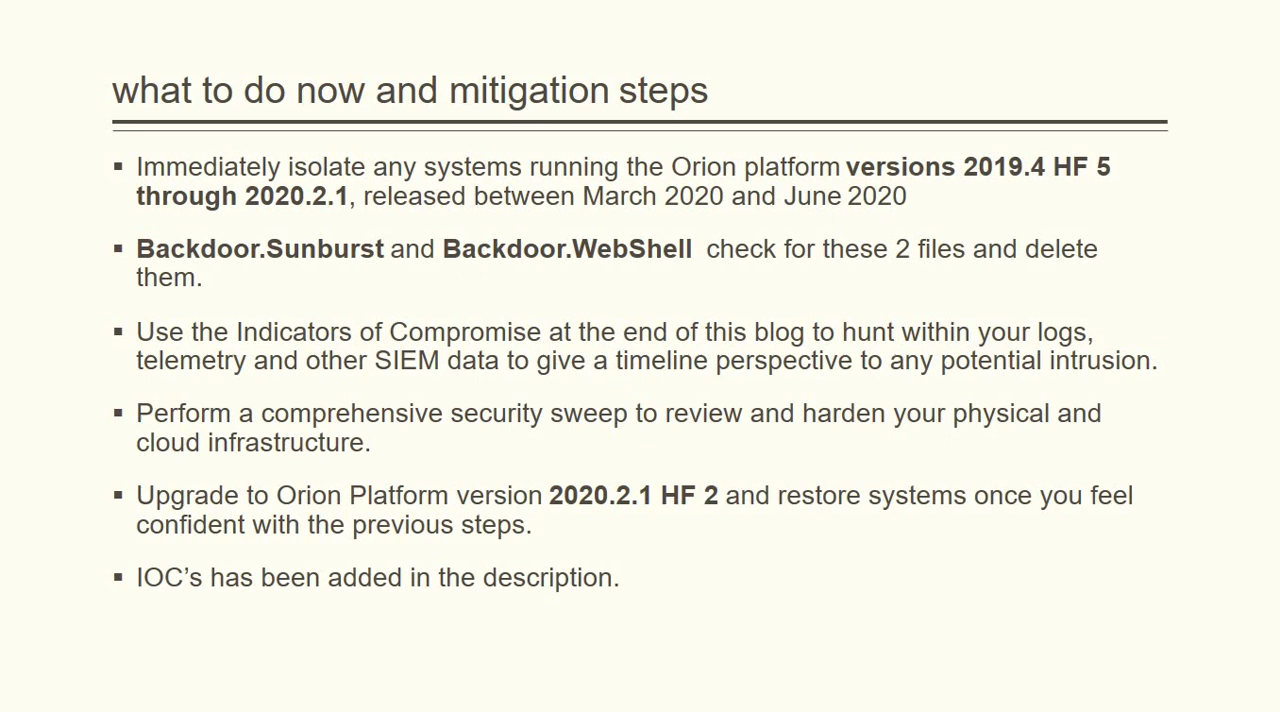 what to do now and mitigation steps
▪ Immediately isolate any systems running the Orion platform versions 2019.4 HF 5
through 2020.2.1, released between March 2020 and June 2020
▪ Backdoor.Sunburst and Backdoor.WebShell  check for these 2 files and delete
them.
▪ Use the Indicators of Compromise at the end of this blog to hunt within your logs,
telemetry and other SIEM data to give a timeline perspective to any potential intrusion.
▪ Perform a comprehensive security sweep to review and harden your physical and
cloud infrastructure.
▪ Upgrade to Orion Platform version 2020.2.1 HF 2 and restore systems once you feel
confident with the previous steps.
▪ IOC’s has been added in the description.